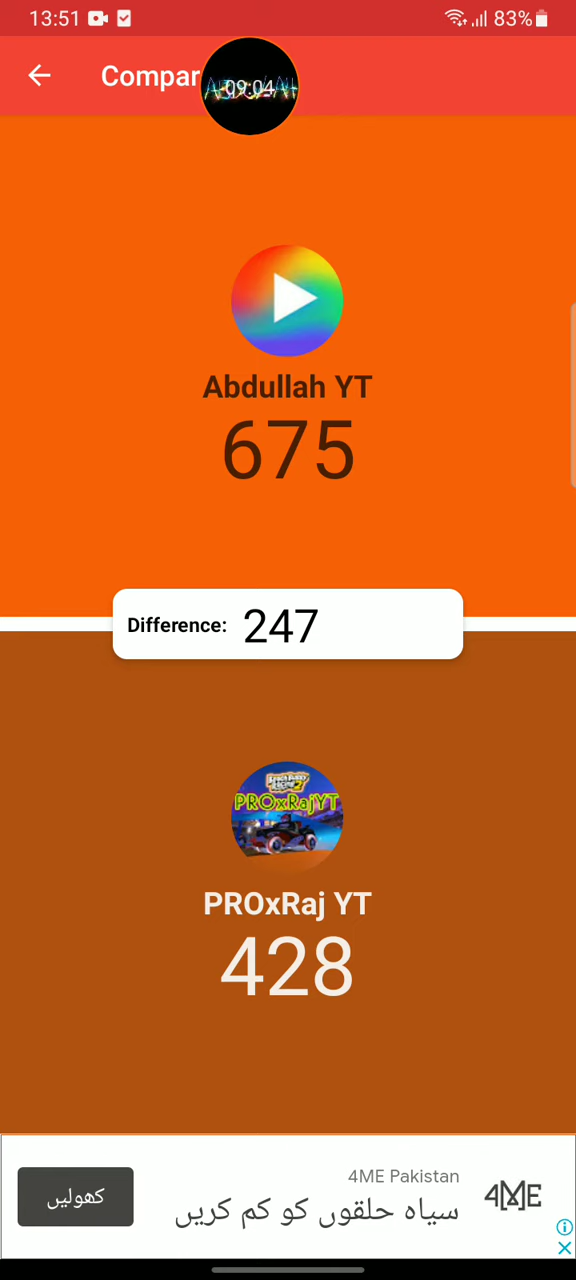 13:51
83%
Compar
09:04
Abdullah YT
675
Difference: 247
PROxRajYT
PROxRaj YT
428
4ME Pakistan
سیاہ حلقوں کو کم کریں
کھولیں
4ME